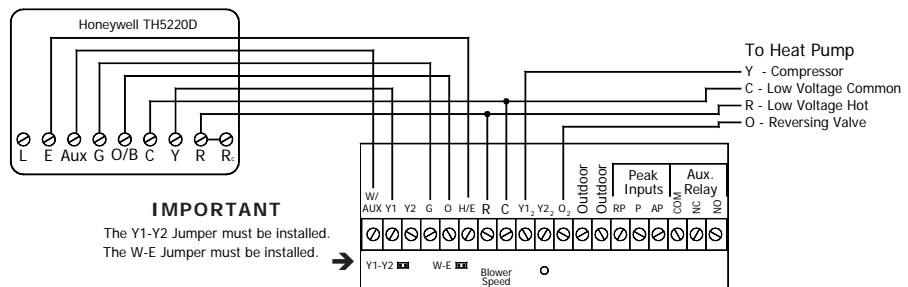 Honeywell TH5220D
L E Aux G O/B C Y R Rc
To Heat Pump
Y - Compressor
C - Low Voltage Common
R - Low Voltage Hot
O - Reversing Valve
IMPORTANT
The Y1-Y2 Jumper must be installed.
The W-E Jumper must be installed.
W/
AUX Y1 Y2 G O H/E R C Y1₂ Y2₂ O₂ Outdoor Outdoor
Peak
Inputs
RP P AP
Aux.
Relay
COM NC NO
Y1-Y2 W-E
Blower
Speed